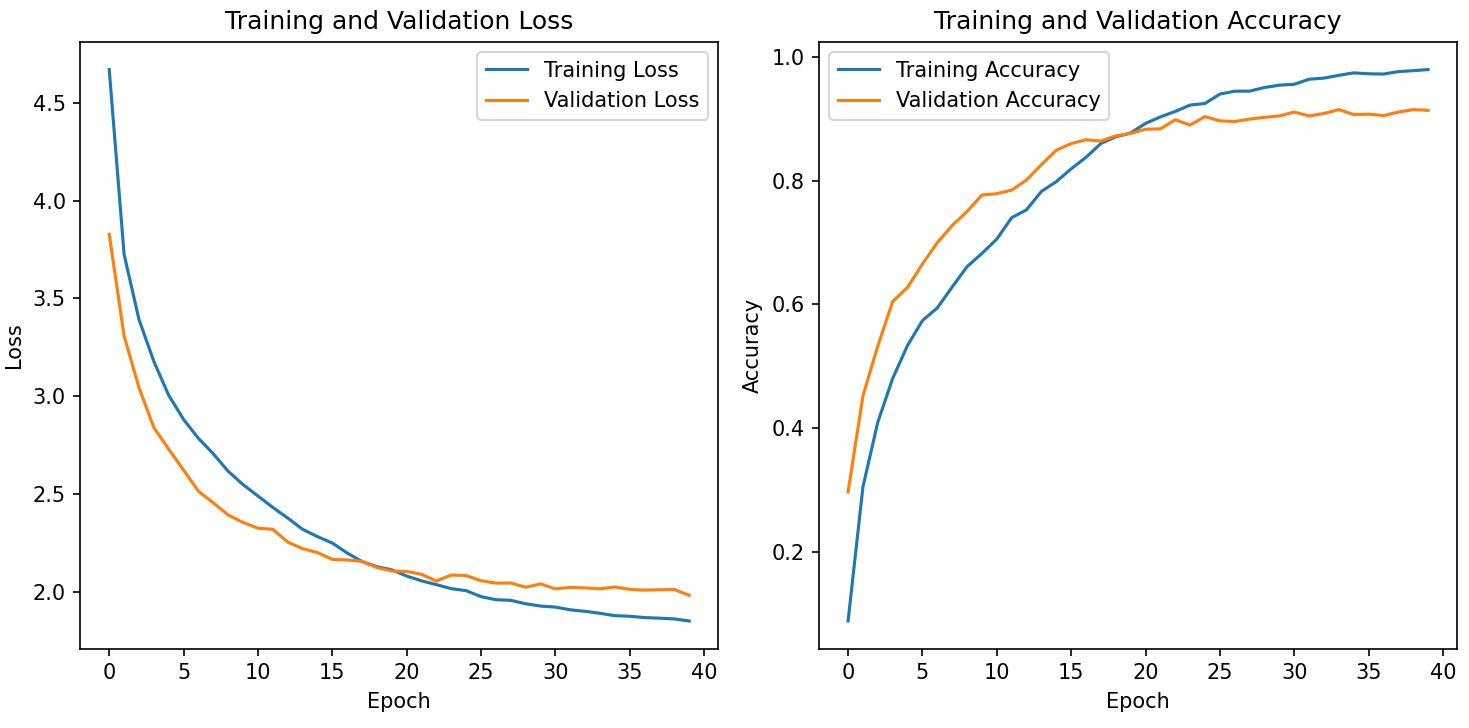 Training and Validation Loss
Training Loss
Validation Loss
4.5
4.0
3.5
3.0
2.5
2.0
Loss
0 5 10 15 20 25 30 35 40
Epoch
Training and Validation Accuracy
Training Accuracy
Validation Accuracy
1.0
0.8
0.6
0.4
0.2
Accuracy
0 5 10 15 20 25 30 35 40
Epoch